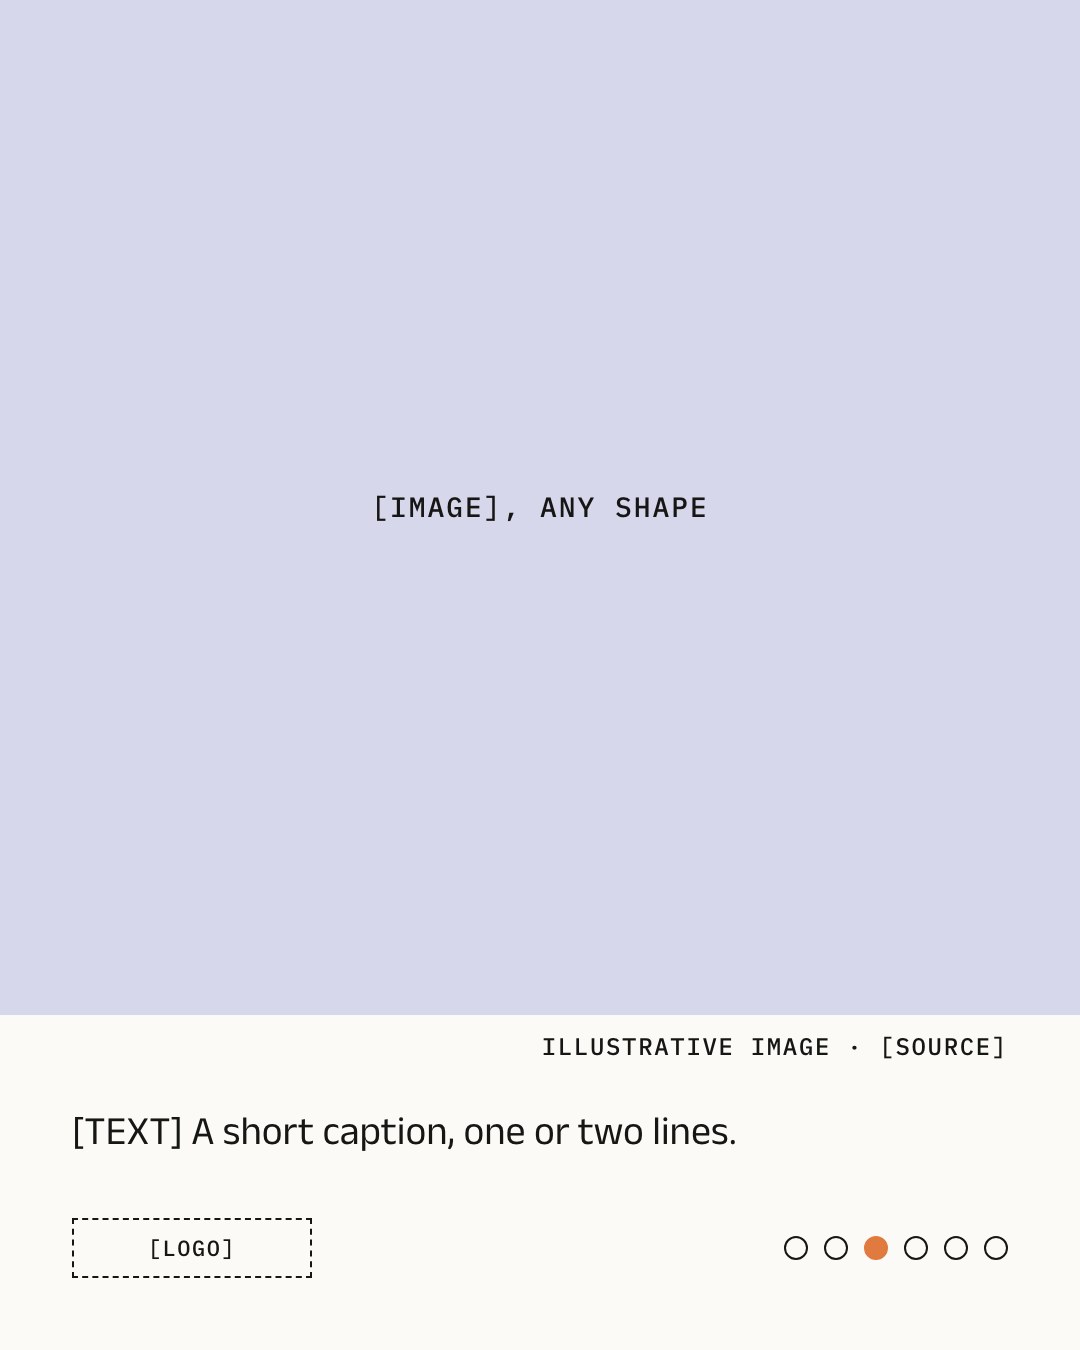 [IMAGE], ANY SHAPE
ILLUSTRATIVE IMAGE · [SOURCE]
[TEXT] A short caption, one or two lines.
[LOGO]